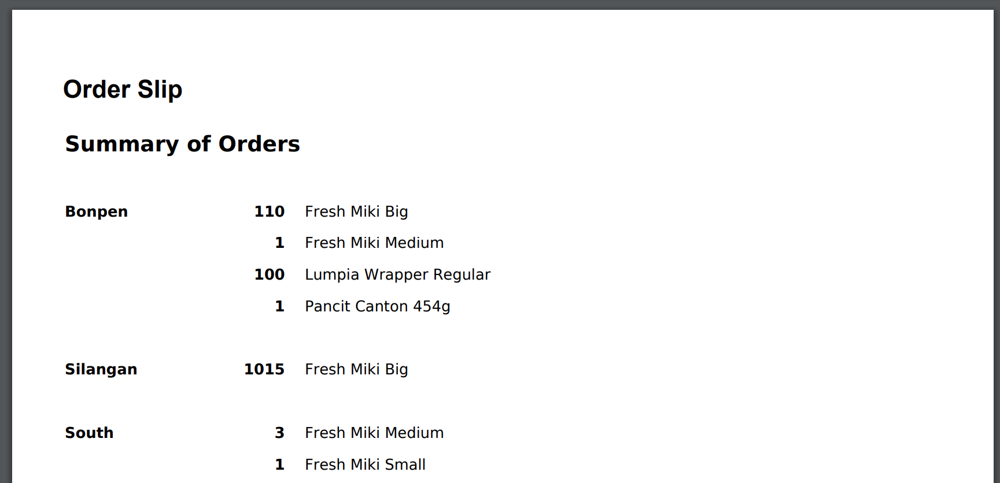 Order Slip
Summary of Orders
Bonpen 110 Fresh Miki Big
1 Fresh Miki Medium
100 Lumpia Wrapper Regular
1 Pancit Canton 454g
Silangan 1015 Fresh Miki Big
South 3 Fresh Miki Medium
1 Fresh Miki Small